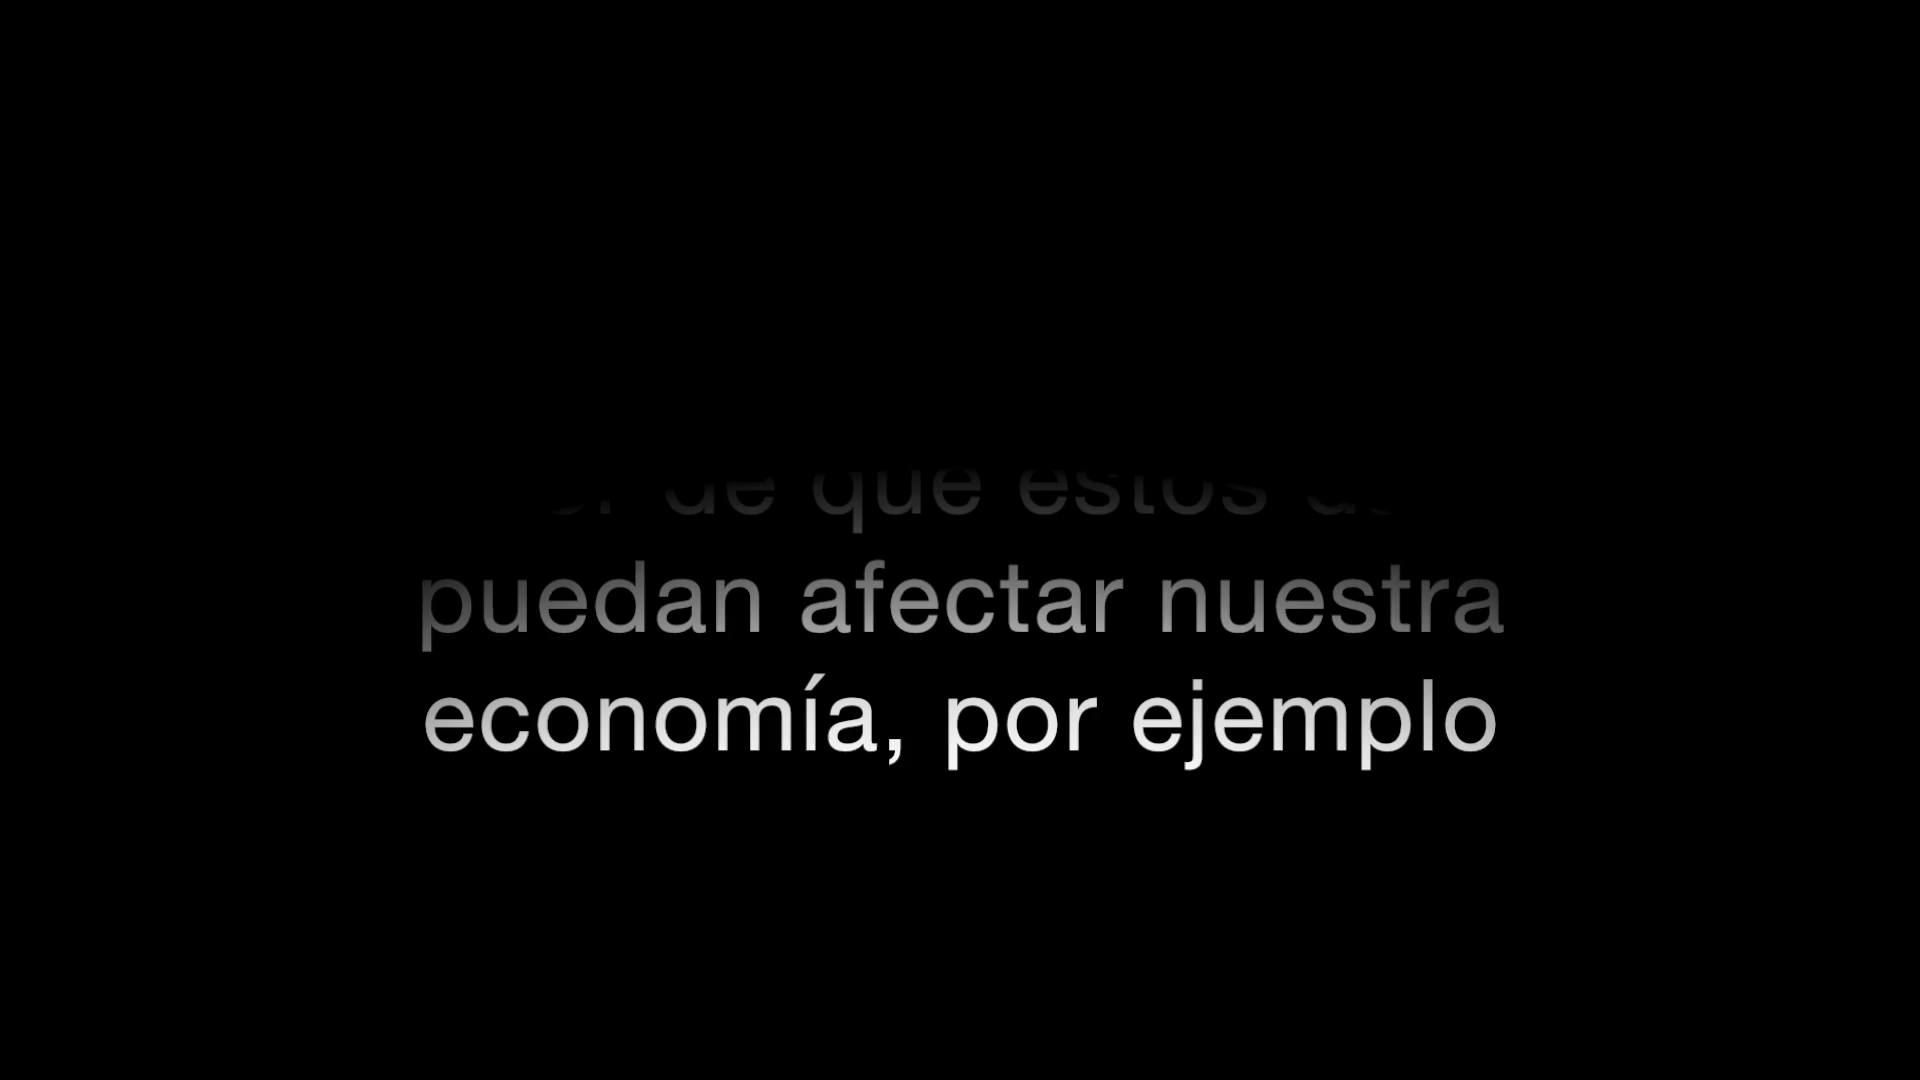 de que estos
puedan afectar nuestra
economía, por ejemplo